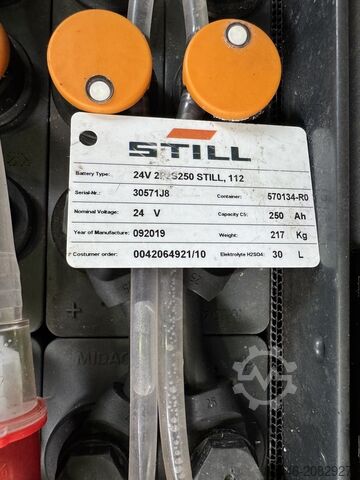 STILL
Battery Type: 24V 2PzS250 STILL, 112
Serial-Nr.: 30571J8 Container: 570134-R0
Nominal Voltage: 24 V Capacity C5: 250 Ah
Year of Manufacture: 092019 Weight: 217 Kg
Costumer order: 0042064921/10 Elektrolyte H2SO4: 30 L
MIDAC